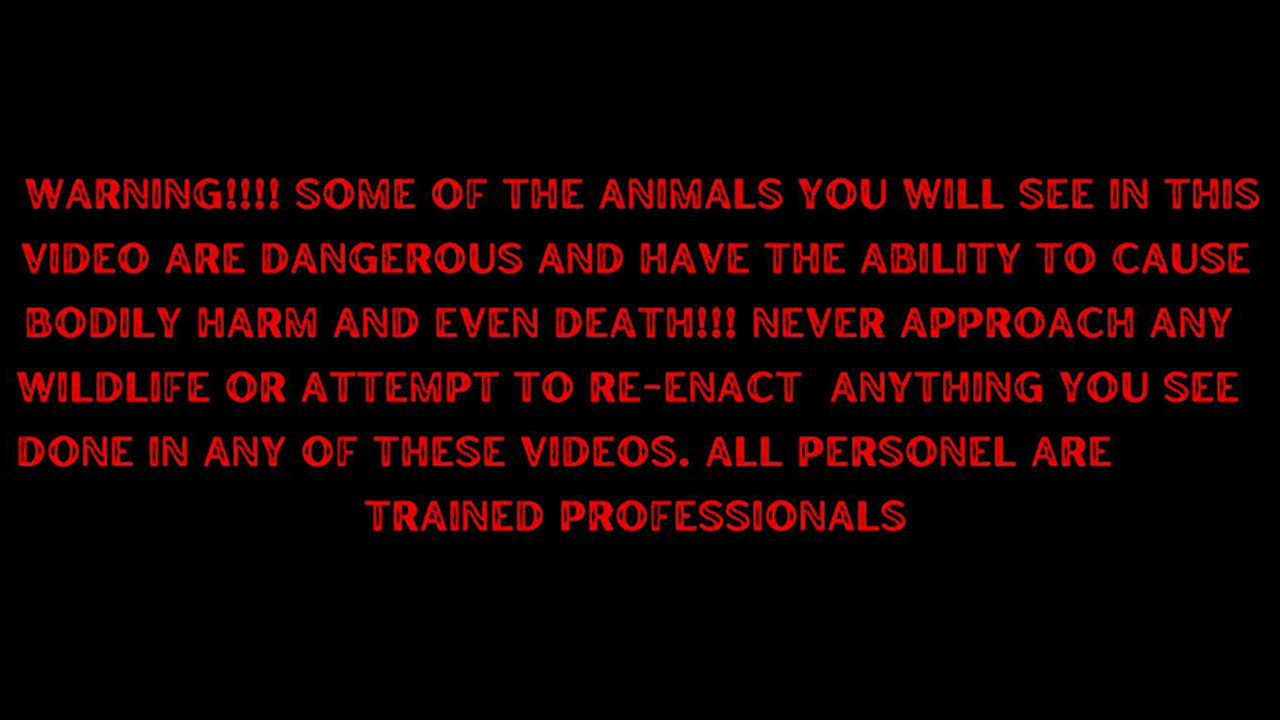 WARNING!!!! SOME OF THE ANIMALS YOU WILL SEE IN THIS
VIDEO ARE DANGEROUS AND HAVE THE ABILITY TO CAUSE
BODILY HARM AND EVEN DEATH!!! NEVER APPROACH ANY
WILDLIFE OR ATTEMPT TO RE-ENACT  ANYTHING YOU SEE
DONE IN ANY OF THESE VIDEOS. ALL PERSONEL ARE
TRAINED PROFESSIONALS